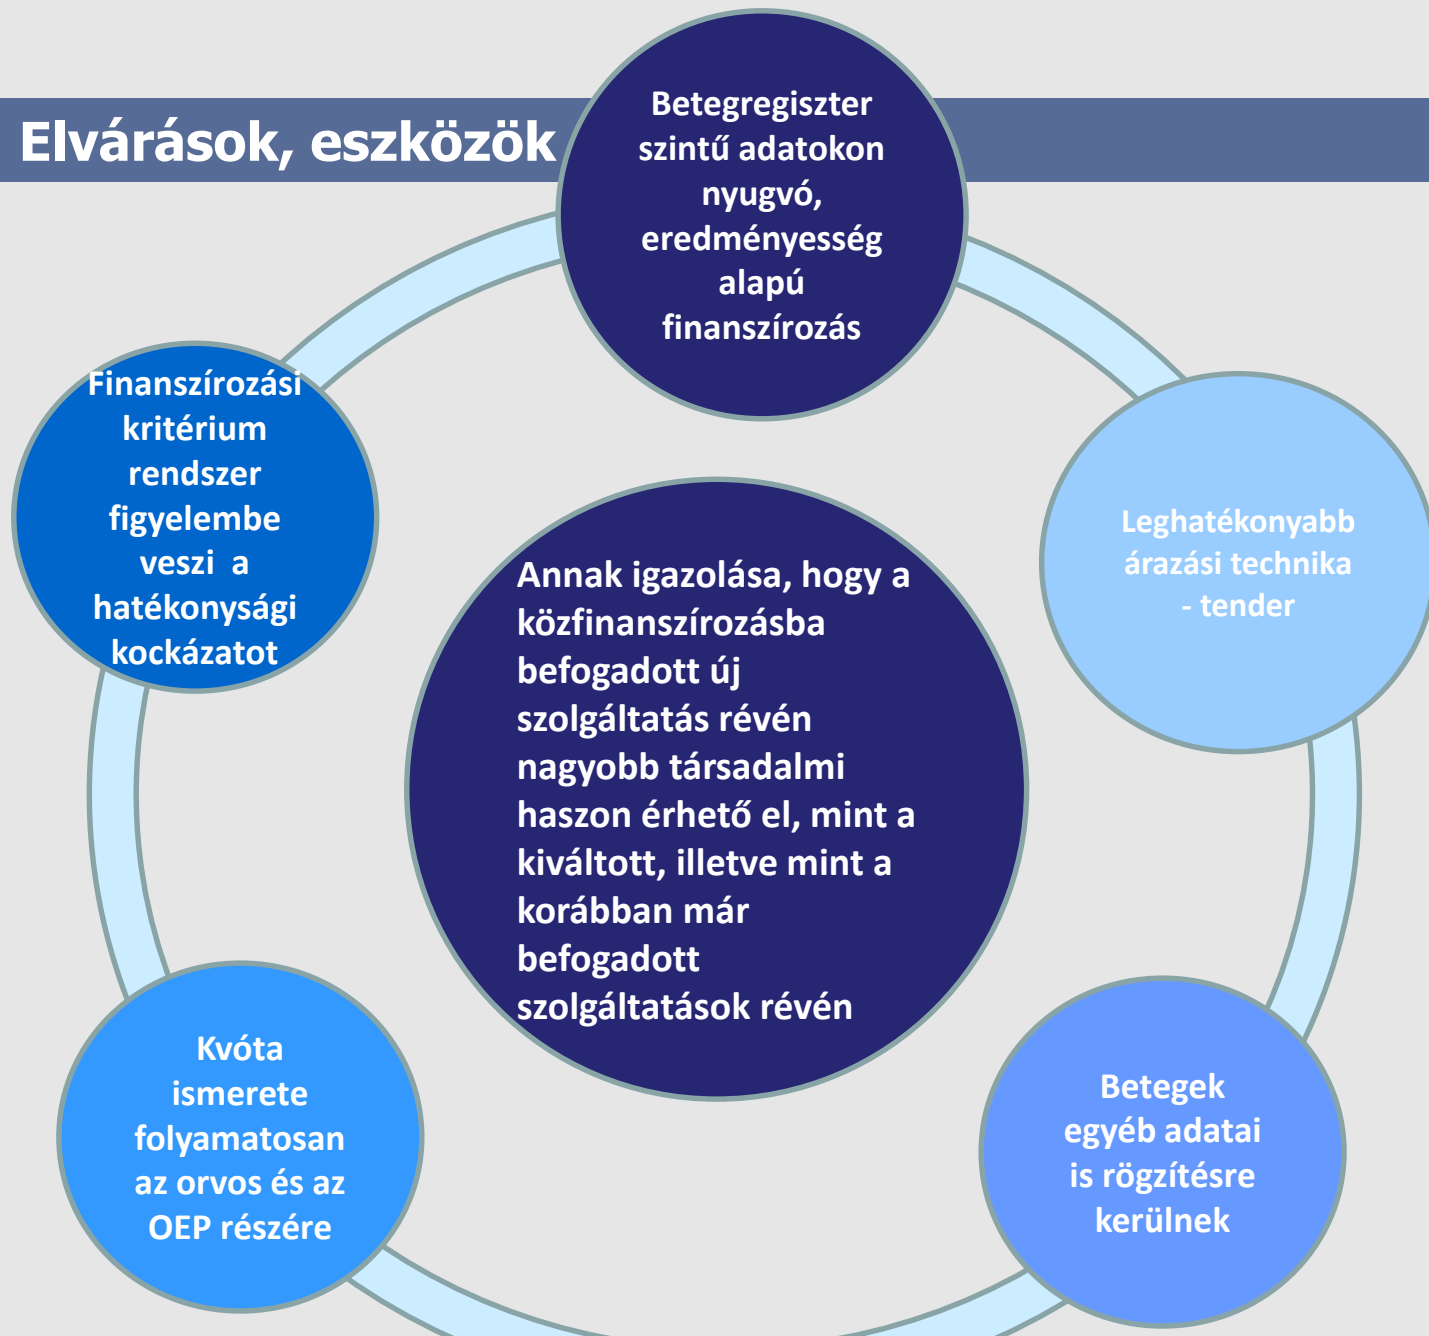 Elvárások, eszközök
Betegregiszter
szintű adatokon
nyugvó,
eredményesség
alapú
finanszírozás
Finanszírozási
kritérium
rendszer
figyelembe
veszi a
hatékonysági
kockázatot
Leghatékonyabb
árazási technika
- tender
Annak igazolása, hogy a
közfinanszírozásba
befogadott új
szolgáltatás révén
nagyobb társadalmi
haszon érhető el, mint a
kiváltott, illetve mint a
korábban már
befogadott
szolgáltatások révén
Kvóta
ismerete
folyamatosan
az orvos és az
OEP részére
Betegek
egyéb adatai
is rögzítésre
kerülnek